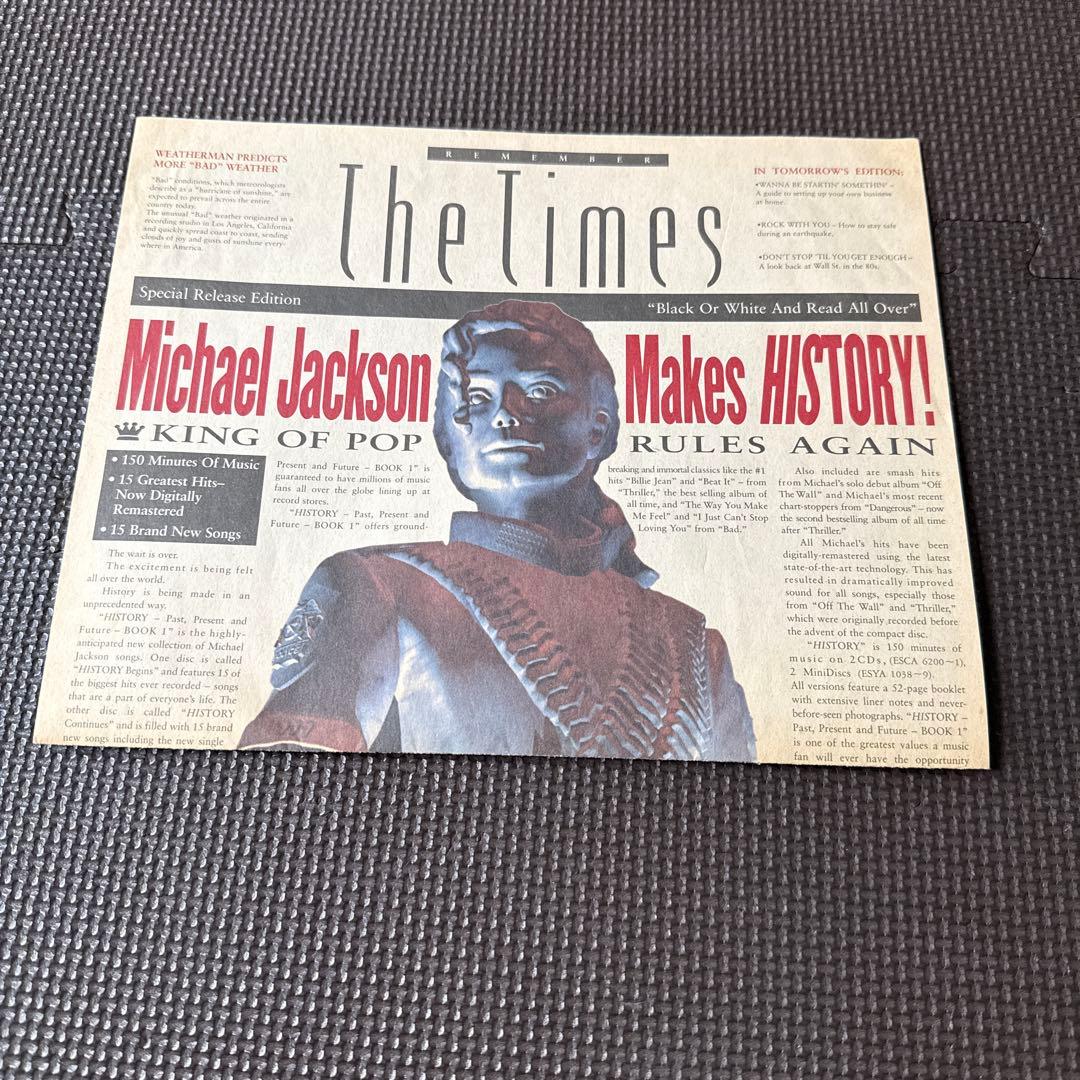 WEATHERMAN PREDICTS
MORE "BAD" WEATHER
"Bad" conditions, which meteorologists
describe as a "hurricane of sunshine," are
expected to prevail across the entire
country today.
The unusual "Bad" weather originated in a
recording studio in Los Angeles, California
and quickly spread coast to coast, sending
clouds of joy and gusts of sunshine every-
where in America.
REMEMBER
The Times
IN TOMORROW'S EDITION:
•WANNA BE STARTIN' SOMETHIN' –
A guide to setting up your own business
at home.
•ROCK WITH YOU – How to stay safe
during an earthquake.
•DON'T STOP 'TIL YOU GET ENOUGH –
A look back at Wall St. in the 80s.
Special Release Edition
"Black Or White And Read All Over"
Michael Jackson Makes HISTORY!
KING OF POP RULES AGAIN
• 150 Minutes Of Music
• 15 Greatest Hits–
Now Digitally
Remastered
• 15 Brand New Songs
The wait is over.
The excitement is being felt
all over the world.
History is being made in an
unprecedented way.
"HISTORY – Past, Present and
Future – BOOK 1" is the highly-
anticipated new collection of Michael
Jackson songs. One disc is called
"HISTORY Begins" and features 15 of
the biggest hits ever recorded – songs
that are a part of everyone's life. The
other disc is called "HISTORY
Continues" and is filled with 15 brand
new songs including the new single
Present and Future – BOOK 1" is
guaranteed to have millions of music
fans all over the globe lining up at
record stores.
"HISTORY – Past, Present and
Future – BOOK 1" offers ground-
breaking and immortal classics like the #1
hits "Billie Jean" and "Beat It" – from
"Thriller," the best selling album of
all time, and "The Way You Make
Me Feel" and "I Just Can't Stop
Loving You" from "Bad."
Also included are smash hits
from Michael's solo debut album "Off
The Wall" and Michael's most recent
chart-stoppers from "Dangerous" – now
the second bestselling album of all time
after "Thriller."
All Michael's hits have been
digitally-remastered using the latest
state-of-the-art technology. This has
resulted in dramatically improved
sound for all songs, especially those
from "Off The Wall" and "Thriller,"
which were originally recorded before
the advent of the compact disc.
"HISTORY" is 150 minutes of
music on 2CDs, (ESCA 6200~1),
2 MiniDiscs (ESYA 1038~9).
All versions feature a 52-page booklet
with extensive liner notes and never-
before-seen photographs. "HISTORY –
Past, Present and Future – BOOK 1"
is one of the greatest values a music
fan will ever have the opportunity